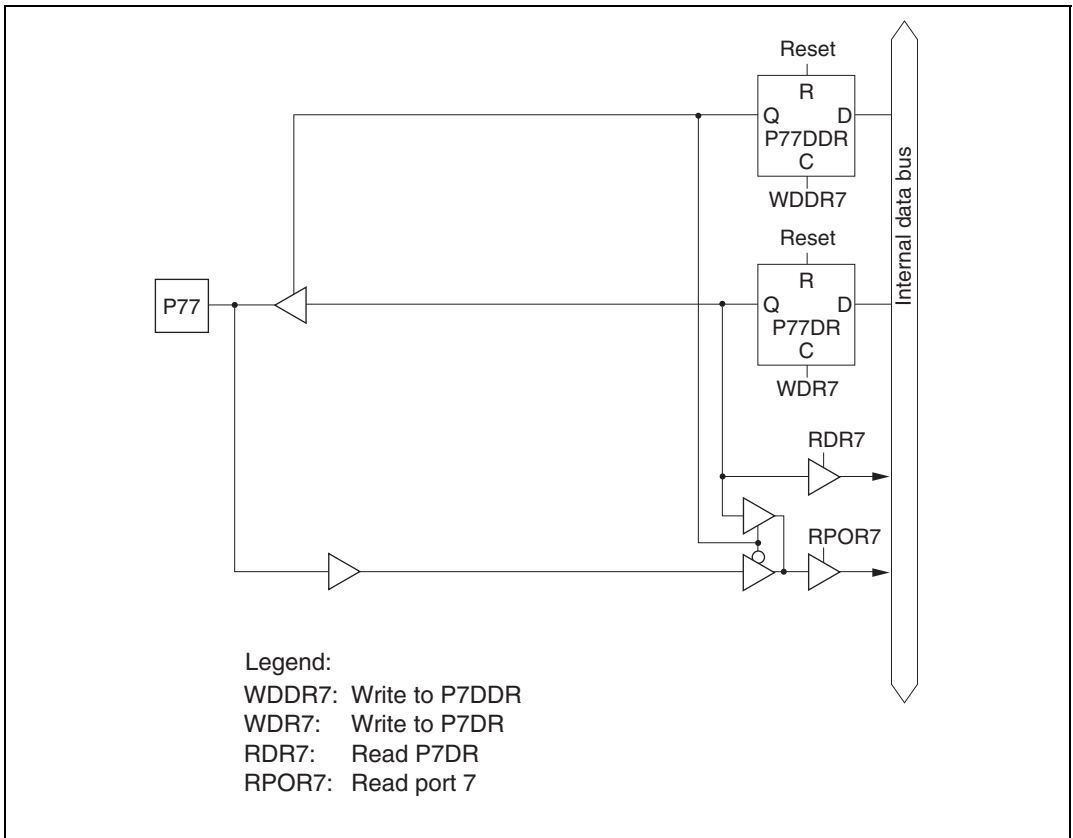 Reset
R
Q D
P77DDR
C
WDDR7
Reset
R
Q D
P77DR
C
WDR7
P77
Internal data bus
RDR7
RPOR7
Legend:
WDDR7: Write to P7DDR
WDR7: Write to P7DR
RDR7: Read P7DR
RPOR7: Read port 7